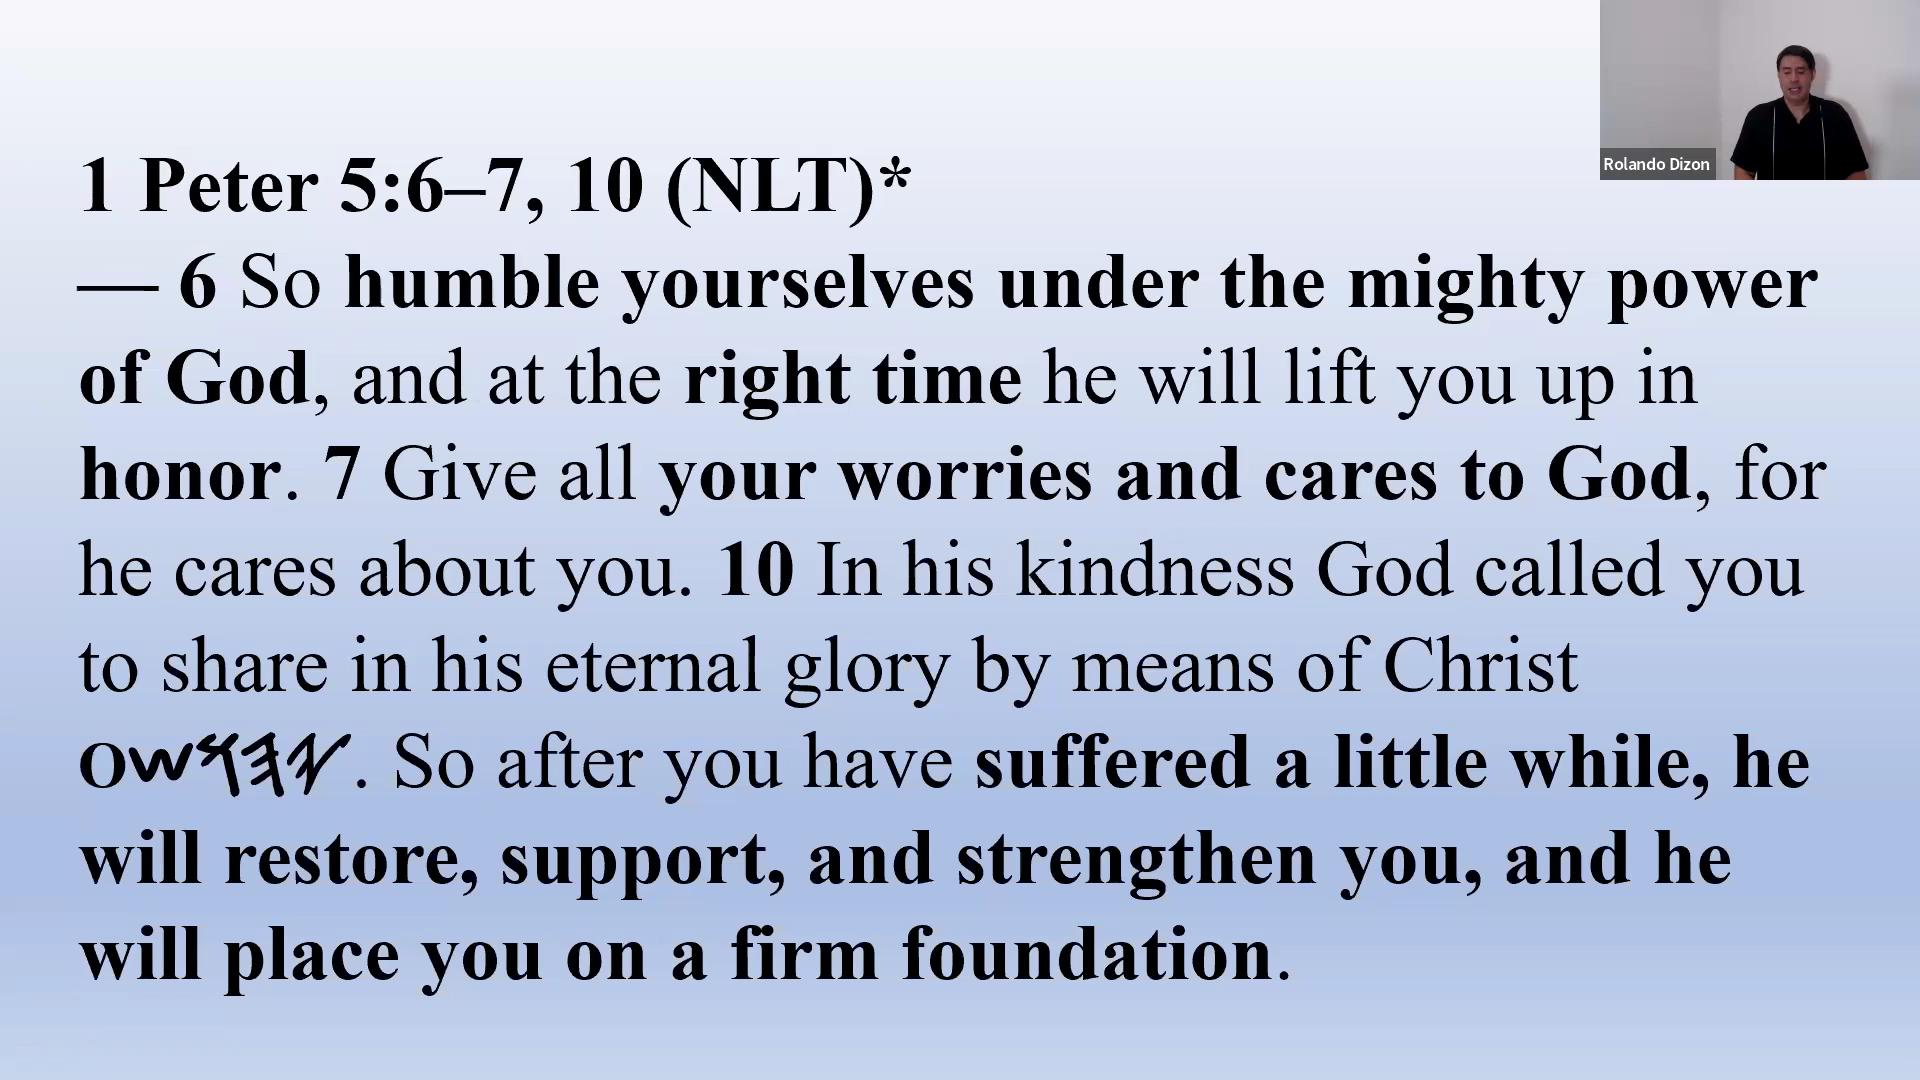 Rolando Dizon
1 Peter 5:6–7, 10 (NLT)*
— 6 So humble yourselves under the mighty power
of God, and at the right time he will lift you up in
honor. 7 Give all your worries and cares to God, for
he cares about you. 10 In his kindness God called you
to share in his eternal glory by means of Christ
𐤉𐤄𐤅𐤔𐤏. So after you have suffered a little while, he
will restore, support, and strengthen you, and he
will place you on a firm foundation.